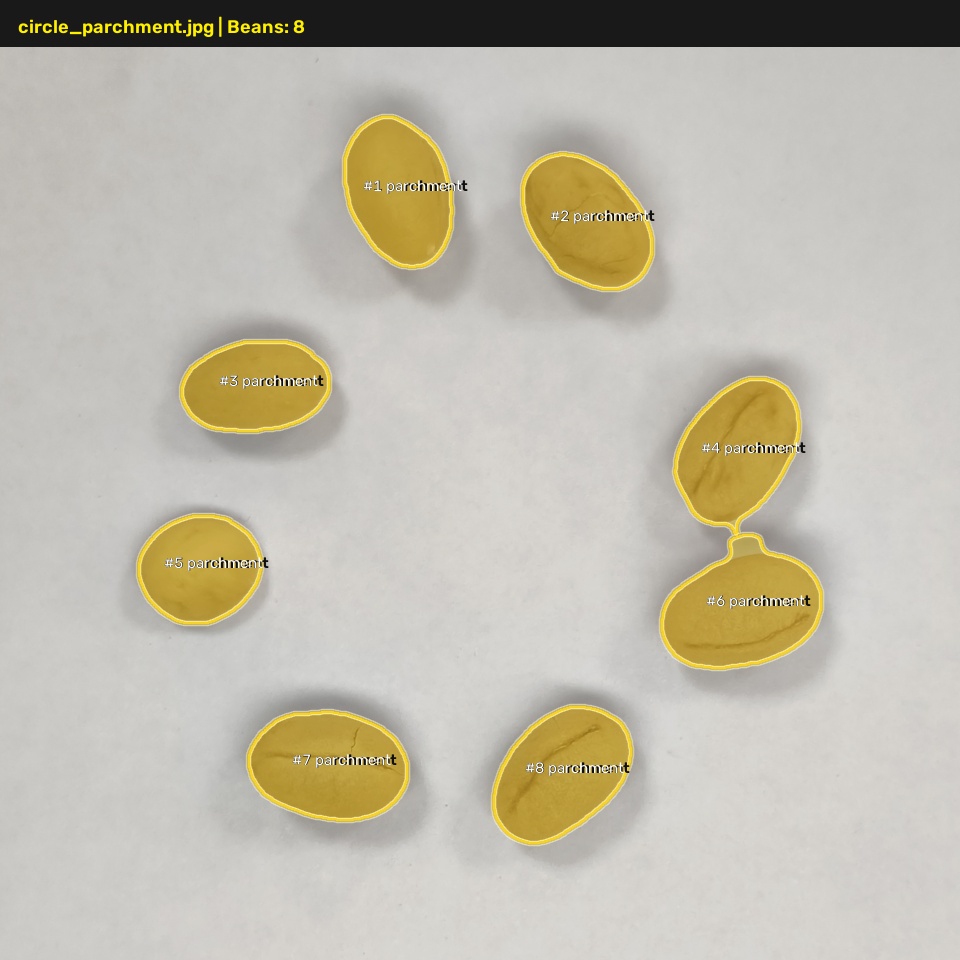 circle_parchment.jpg | Beans: 8
#1 parchment
#2 parchment
#3 parchment
#4 parchment
#5 parchment
#6 parchment
#7 parchment
#8 parchment